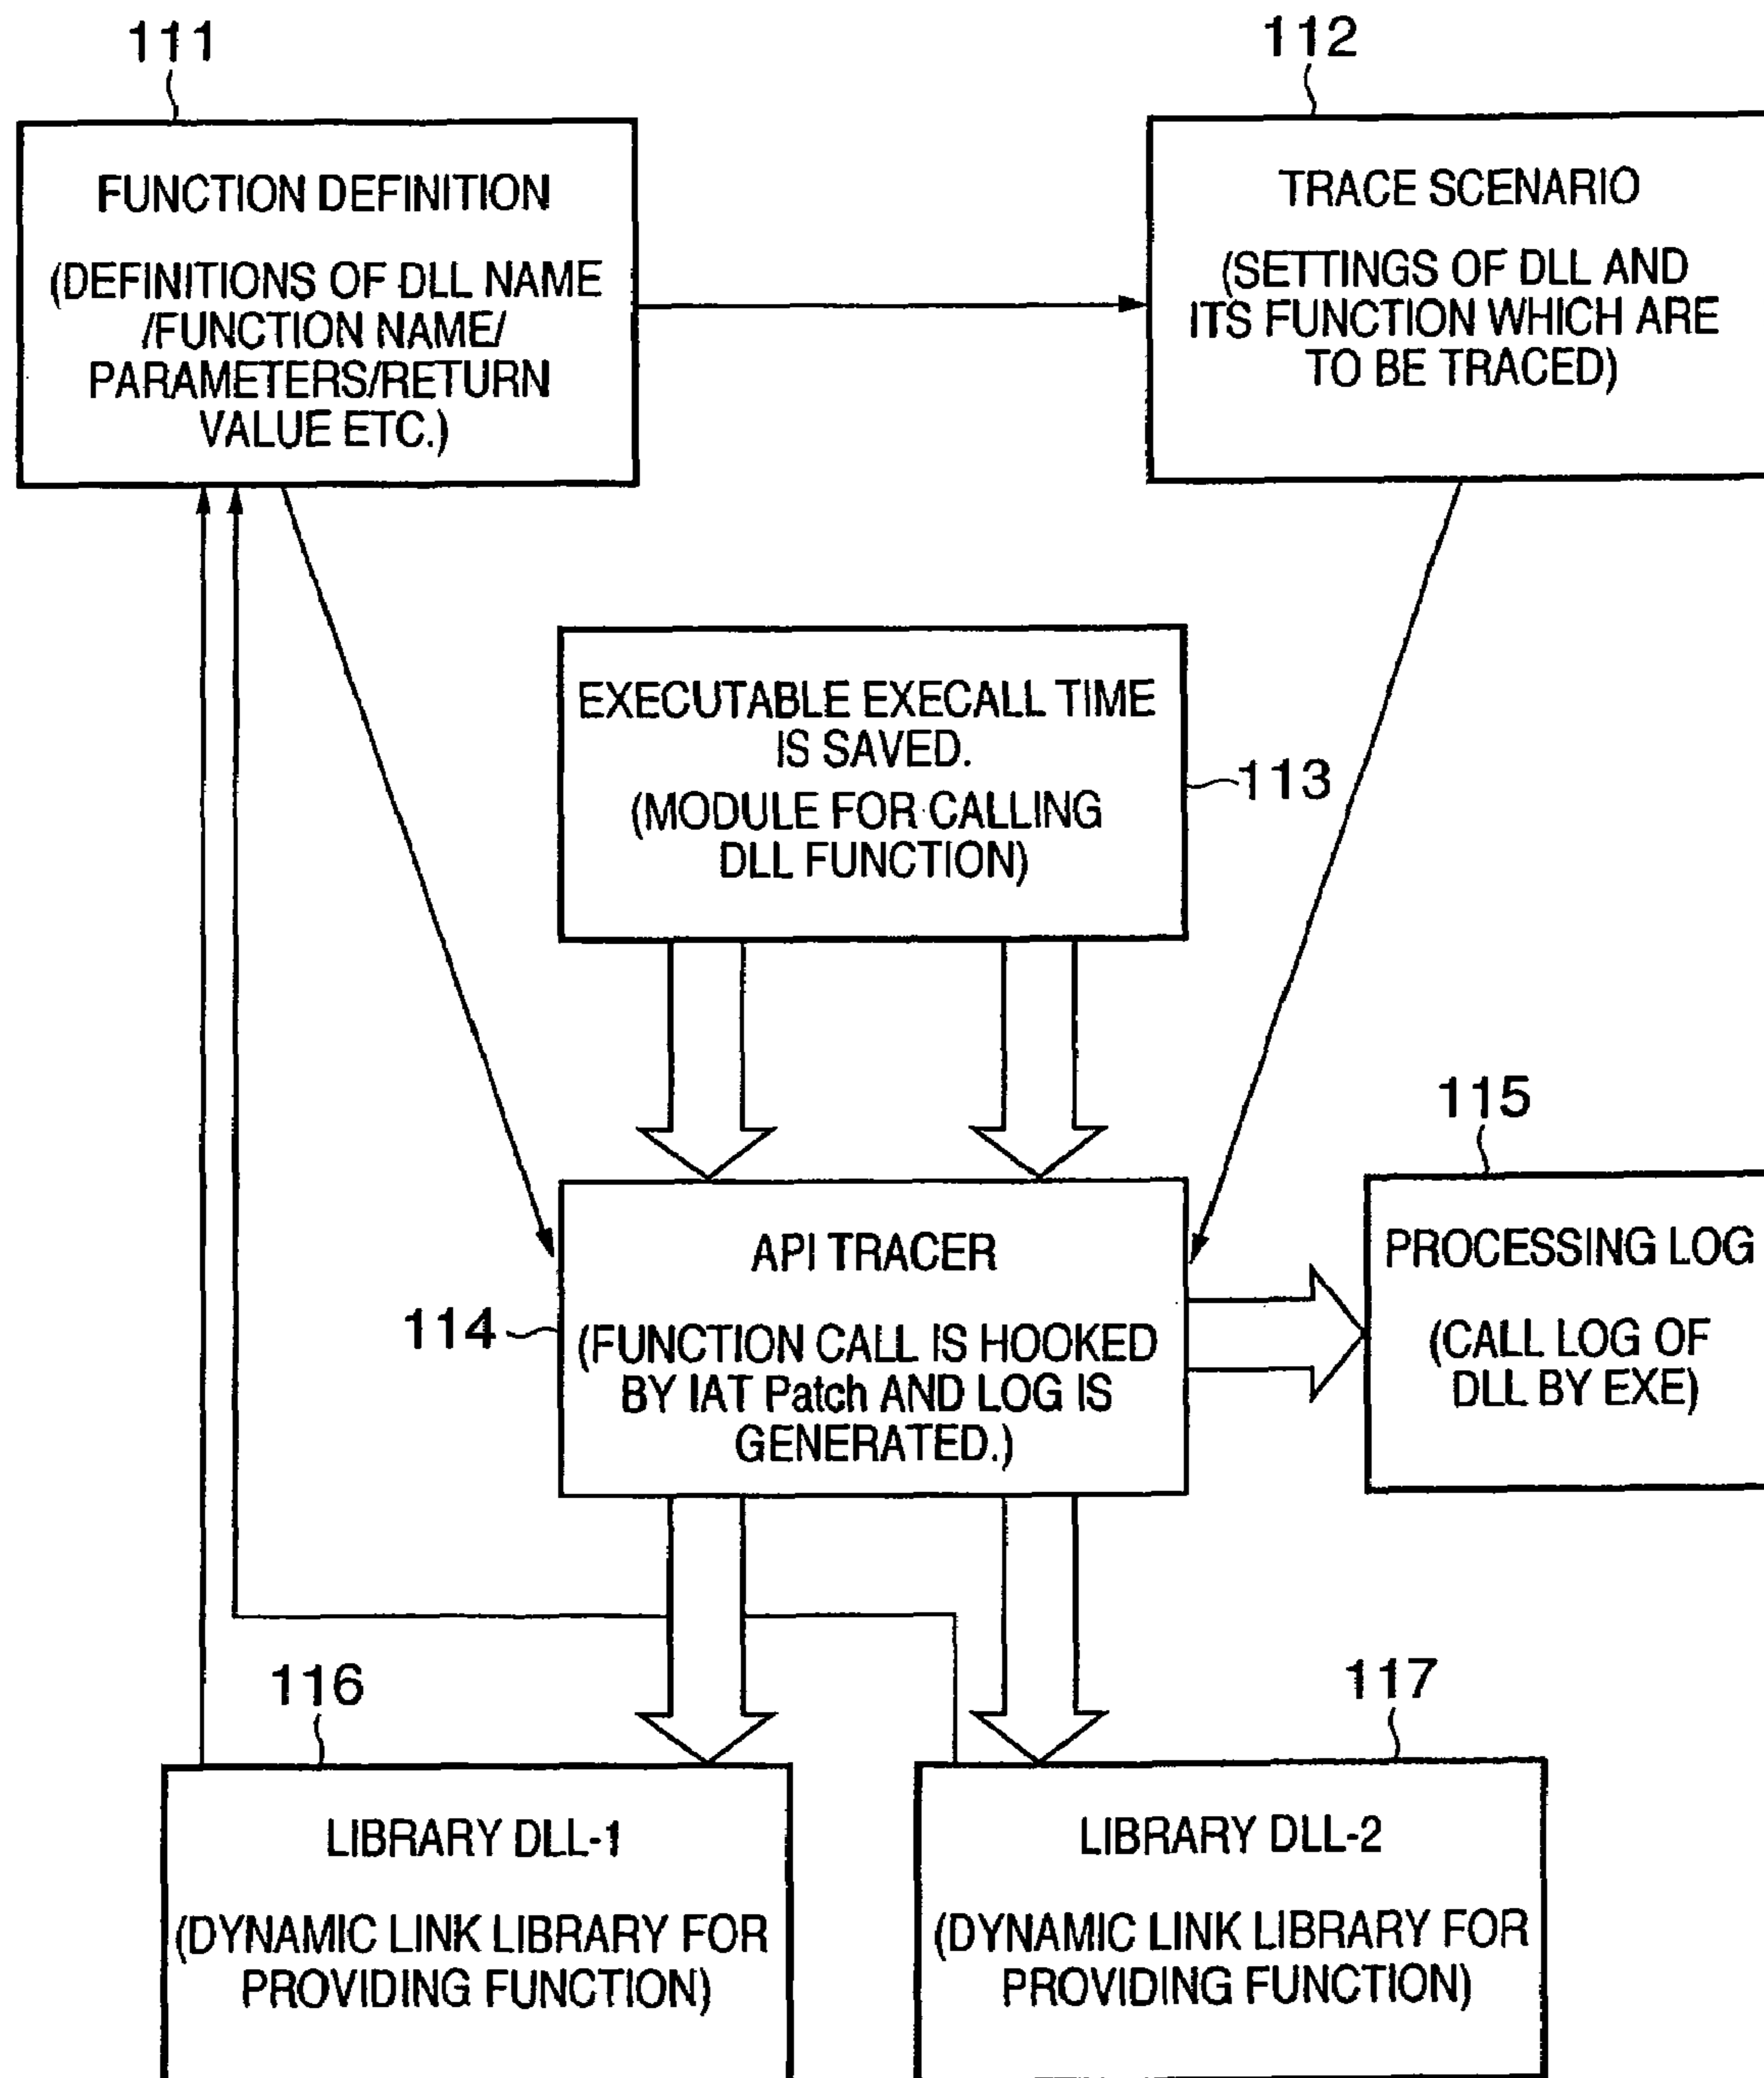 111
FUNCTION DEFINITION
(DEFINITIONS OF DLL NAME
/FUNCTION NAME/
PARAMETERS/RETURN
VALUE ETC.)
112
TRACE SCENARIO
(SETTINGS OF DLL AND
ITS FUNCTION WHICH ARE
TO BE TRACED)
EXECUTABLE EXECALL TIME
IS SAVED.
(MODULE FOR CALLING
DLL FUNCTION)
113
114
API TRACER
(FUNCTION CALL IS HOOKED
BY IAT Patch AND LOG IS
GENERATED.)
115
PROCESSING LOG
(CALL LOG OF
DLL BY EXE)
116
LIBRARY DLL-1
(DYNAMIC LINK LIBRARY FOR
PROVIDING FUNCTION)
117
LIBRARY DLL-2
(DYNAMIC LINK LIBRARY FOR
PROVIDING FUNCTION)